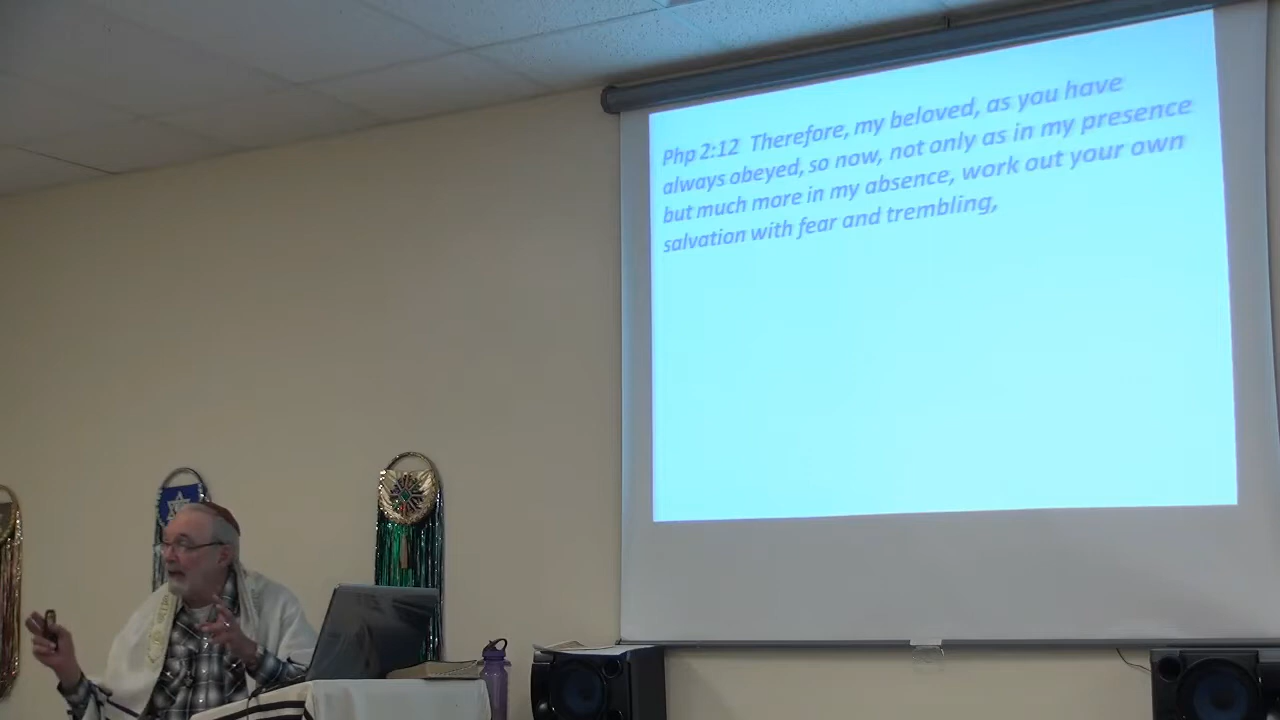 Php 2:12 Therefore, my beloved, as you have
always obeyed, so now, not only as in my presence
but much more in my absence, work out your own
salvation with fear and trembling,